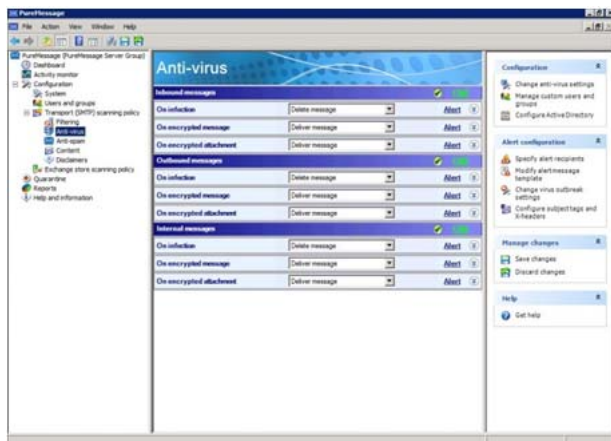 PureMessage
File Action View Window Help
PureMessage (PureMessage Server Group)
Dashboard
Activity monitor
Configuration
System
Users and groups
Transport (SMTP) scanning policy
Filtering
Anti-virus
Anti-spam
Content
Disclaimers
Exchange store scanning policy
Quarantine
Reports
Help and information
Anti-virus
Inbound messages
On infection Delete message Alert
On encrypted message Deliver message Alert
On encrypted attachment Deliver message Alert
Outbound messages
On infection Delete message Alert
On encrypted message Deliver message Alert
On encrypted attachment Deliver message Alert
Internal messages
On infection Delete message Alert
On encrypted message Deliver message Alert
On encrypted attachment Deliver message Alert
Configuration
Change anti-virus settings
Manage custom users and
groups
Configure Active Directory
Alert configuration
Specify alert recipients
Modify alert message
template
Change virus outbreak
settings
Configure subject tags and
X-headers
Manage changes
Save changes
Discard changes
Help
Get help